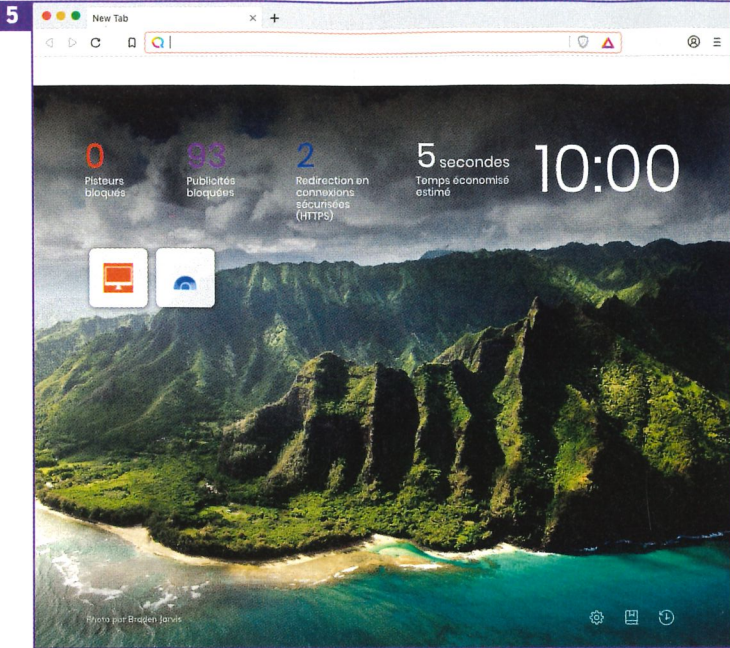 5
New Tab
0
Pisteurs
bloqués
93
Publicités
bloquées
2
Redirection en
connexions
sécurisées
(HTTPS)
5 secondes
Temps économisé
estimé
10:00
Photo par Braden Jarvis